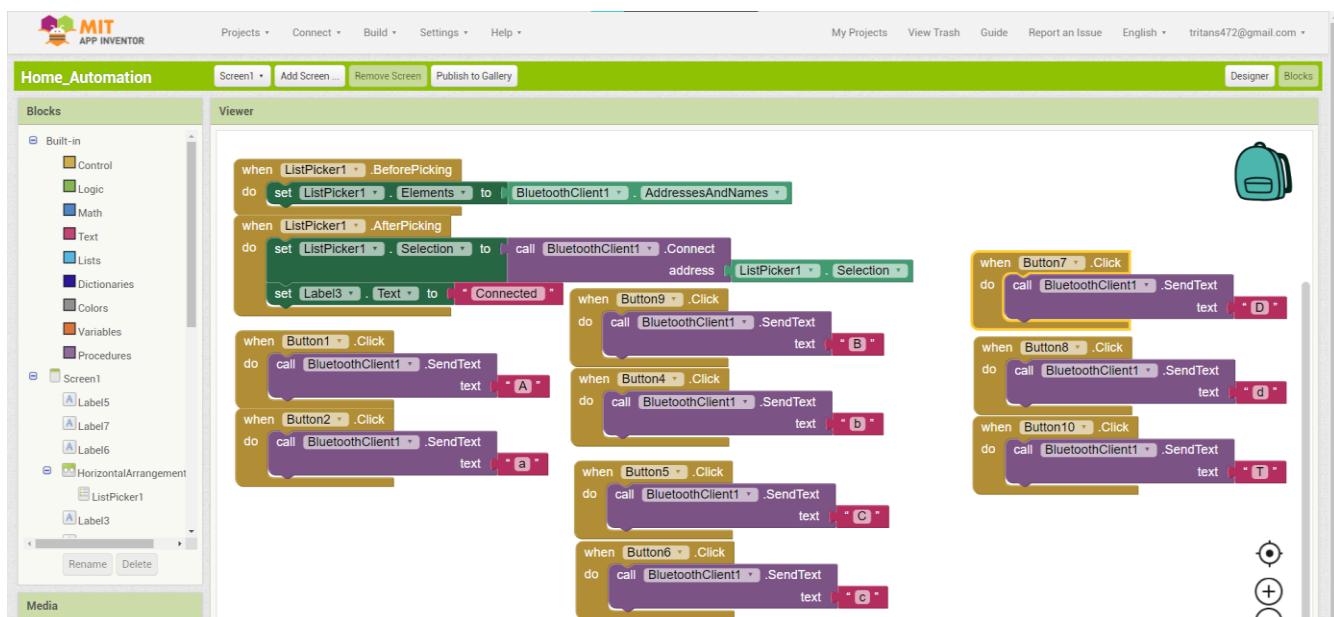 MIT
APP INVENTOR
Projects Connect Build Settings Help
My Projects View Trash Guide Report an Issue English tritans472@gmail.com
Home_Automation
Screen1 Add Screen ... Remove Screen Publish to Gallery
Designer Blocks
Blocks
Built-in
Control
Logic
Math
Text
Lists
Dictionaries
Colors
Variables
Procedures
Screen1
Label5
Label7
Label6
HorizontalArrangement
ListPicker1
Label3
Rename Delete
Media
Viewer
when ListPicker1 .BeforePicking
do set ListPicker1 . Elements to BluetoothClient1 . AddressesAndNames
when ListPicker1 .AfterPicking
do set ListPicker1 . Selection to call BluetoothClient1 .Connect
address ListPicker1 . Selection
set Label3 . Text to " Connected "
when Button1 .Click
do call BluetoothClient1 .SendText
text " A "
when Button2 .Click
do call BluetoothClient1 .SendText
text " a "
when Button9 .Click
do call BluetoothClient1 .SendText
text " B "
when Button4 .Click
do call BluetoothClient1 .SendText
text " b "
when Button5 .Click
do call BluetoothClient1 .SendText
text " C "
when Button6 .Click
do call BluetoothClient1 .SendText
text " c "
when Button7 .Click
do call BluetoothClient1 .SendText
text " D "
when Button8 .Click
do call BluetoothClient1 .SendText
text " d "
when Button10 .Click
do call BluetoothClient1 .SendText
text " T "